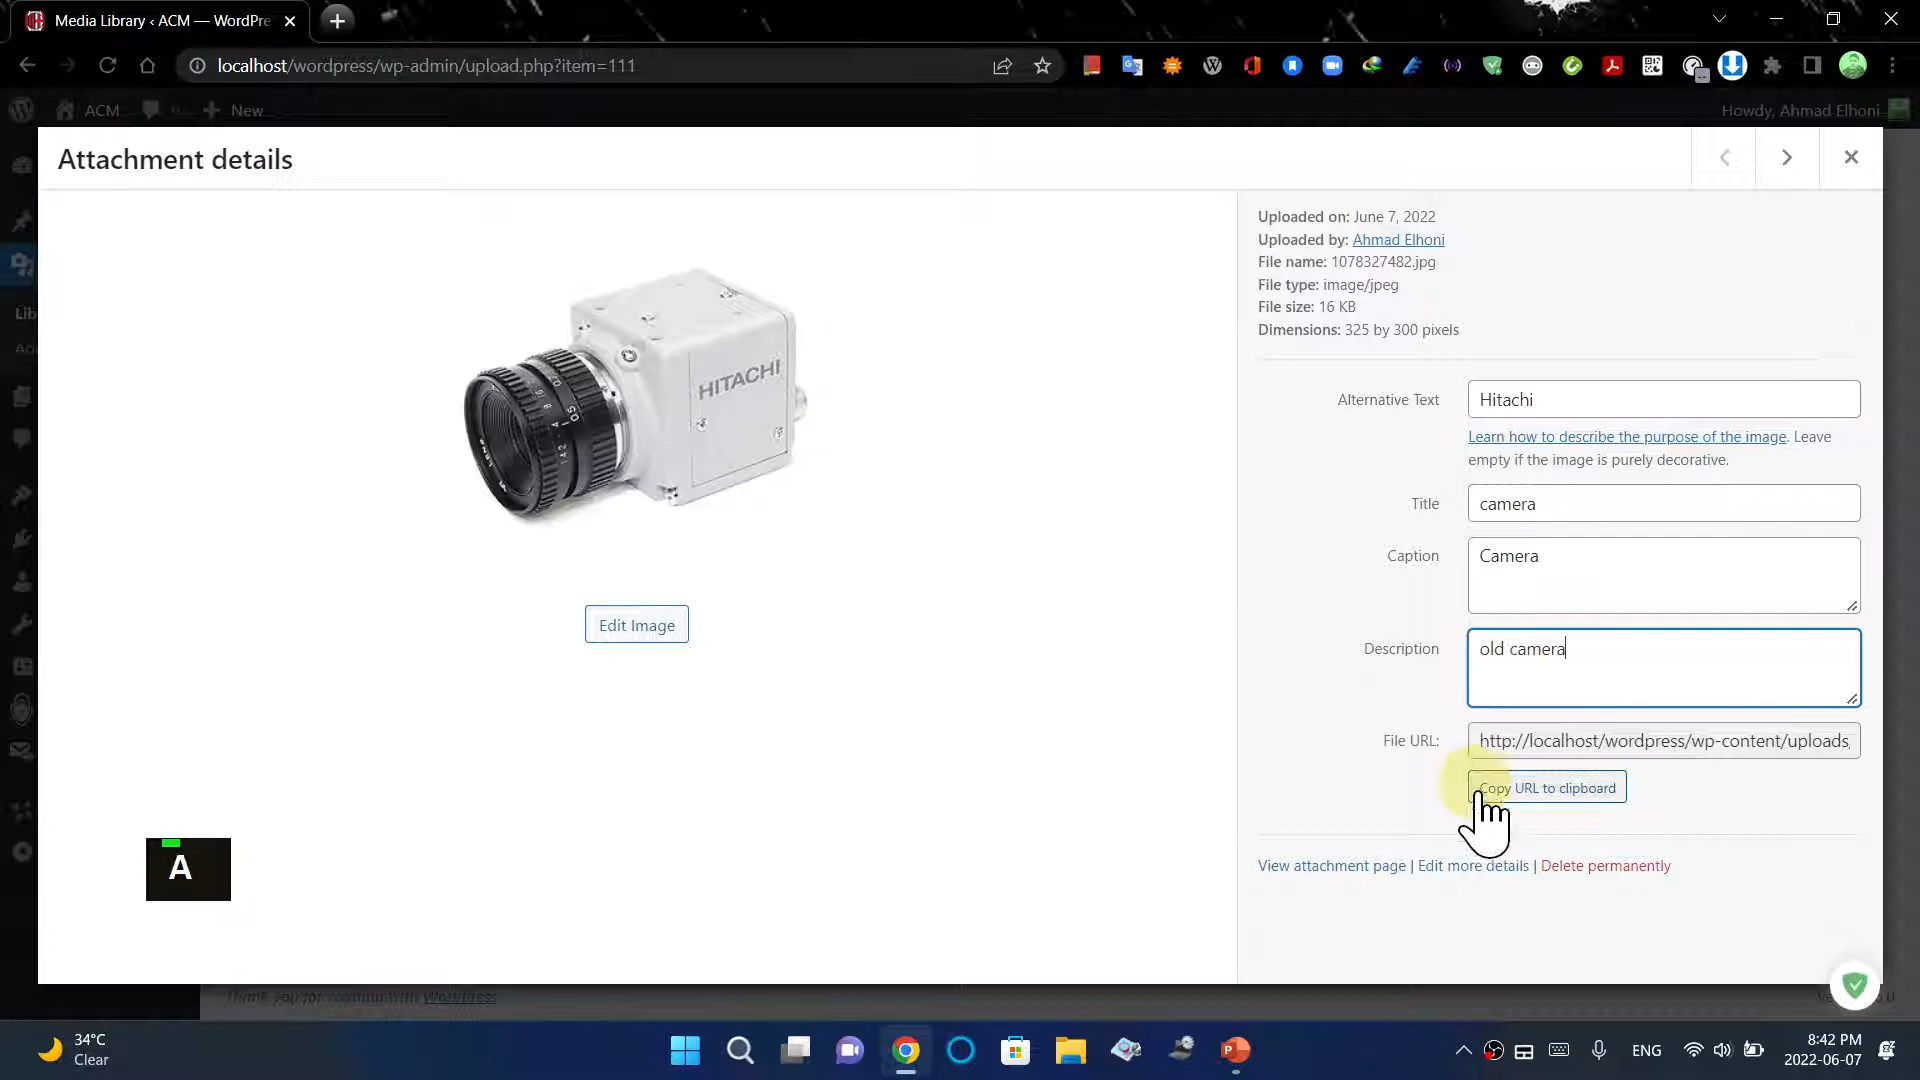 Media Library ‹ ACM — WordPre
localhost/wordpress/wp-admin/upload.php?item=111
ACM
New
Howdy, Ahmad Elhoni
Attachment details
Uploaded on: June 7, 2022
Uploaded by: Ahmad Elhoni
File name: 1078327482.jpg
File type: image/jpeg
File size: 16 KB
Dimensions: 325 by 300 pixels
Lib
HITACHI
Alternative Text
Hitachi
Learn how to describe the purpose of the image. Leave
empty if the image is purely decorative.
Title
camera
Caption
Camera
Edit Image
Description
old camera
File URL:
http://localhost/wordpress/wp-content/uploads
Copy URL to clipboard
A
View attachment page | Edit more details | Delete permanently
WordPress
34°C
Clear
ENG
8:42 PM
2022-06-07